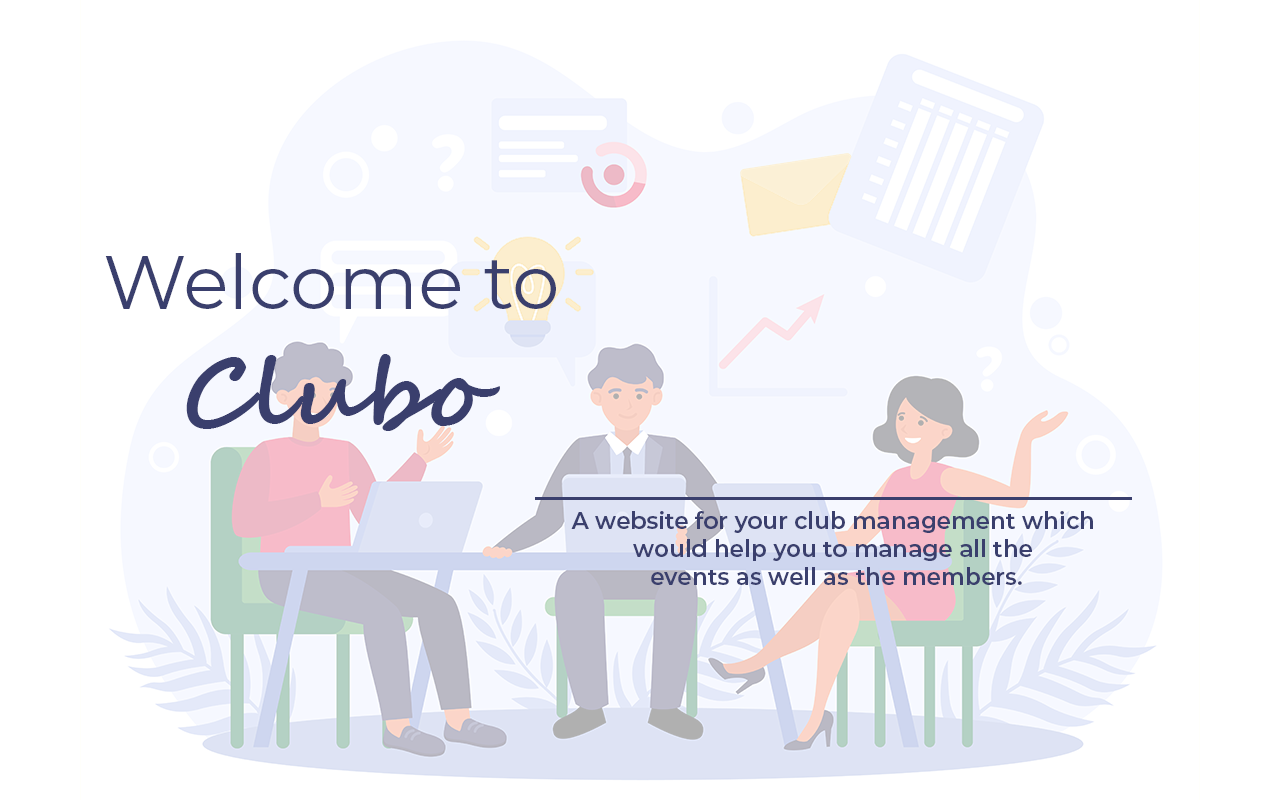 Welcome to
Clubo
A website for your club management which
would help you to manage all the
events as well as the members.
? 
?